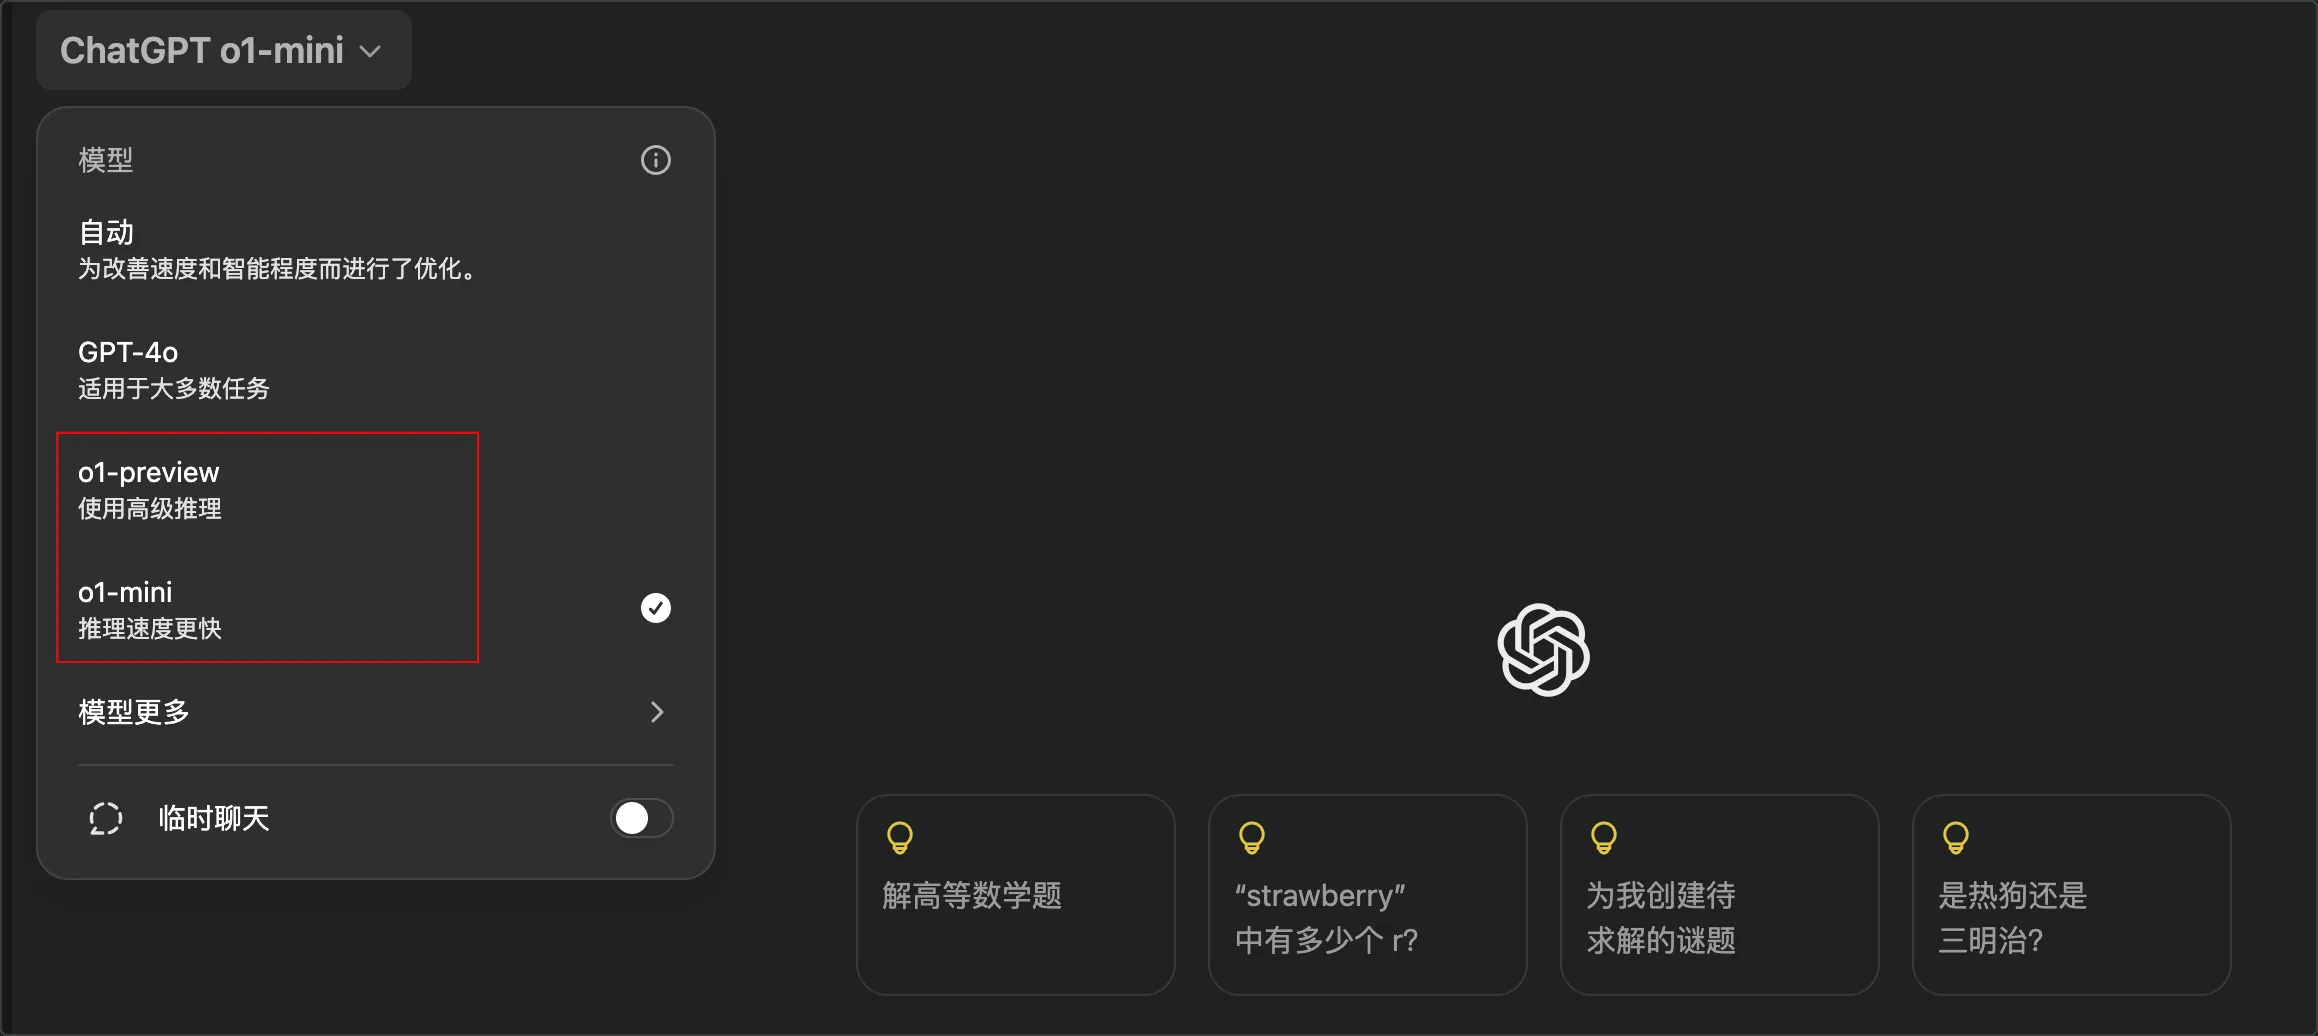 ChatGPT o1-mini
模型
自动
为改善速度和智能程度而进行了优化。
GPT-4o
适用于大多数任务
o1-preview
使用高级推理
o1-mini
推理速度更快
模型更多
临时聊天
解高等数学题
“strawberry”
中有多少个 r?
为我创建待
求解的谜题
是热狗还是
三明治?